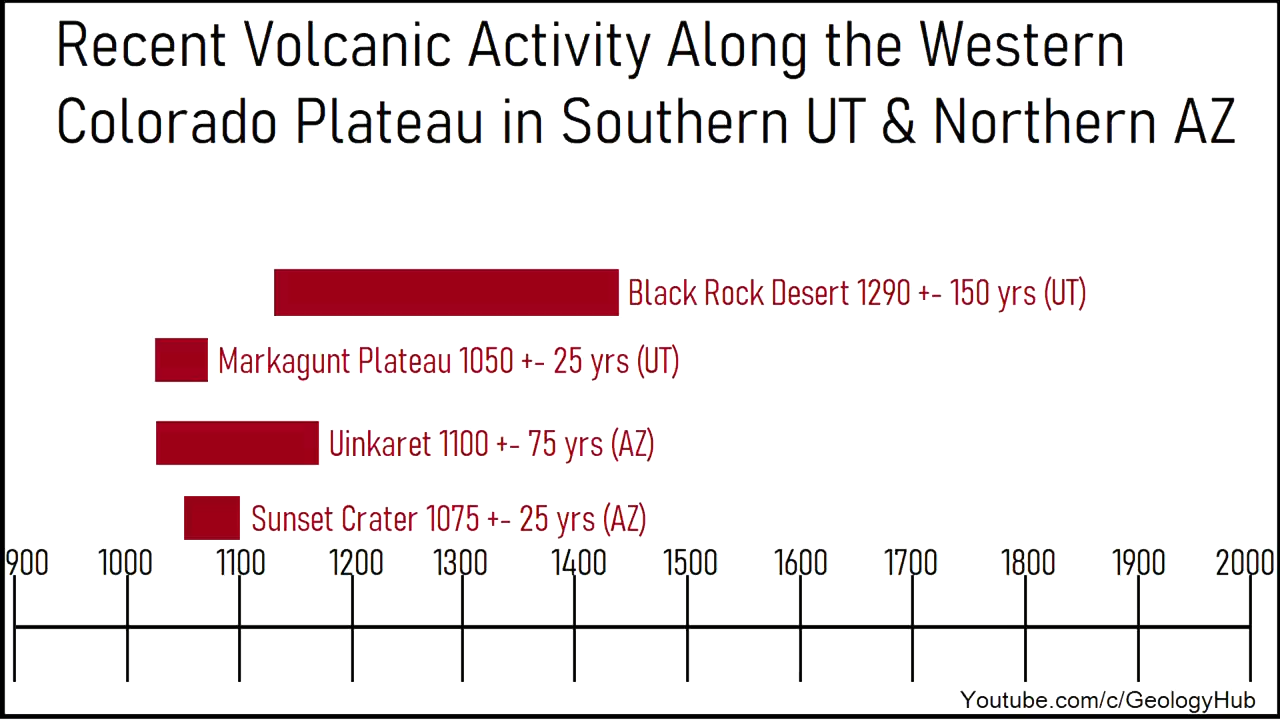 Recent Volcanic Activity Along the Western
Colorado Plateau in Southern UT & Northern AZ
Black Rock Desert 1290 +- 150 yrs (UT)
Markagunt Plateau 1050 +- 25 yrs (UT)
Uinkaret 1100 +- 75 yrs (AZ)
Sunset Crater 1075 +- 25 yrs (AZ)
900 1000 1100 1200 1300 1400 1500 1600 1700 1800 1900 2000
Youtube.com/c/GeologyHub